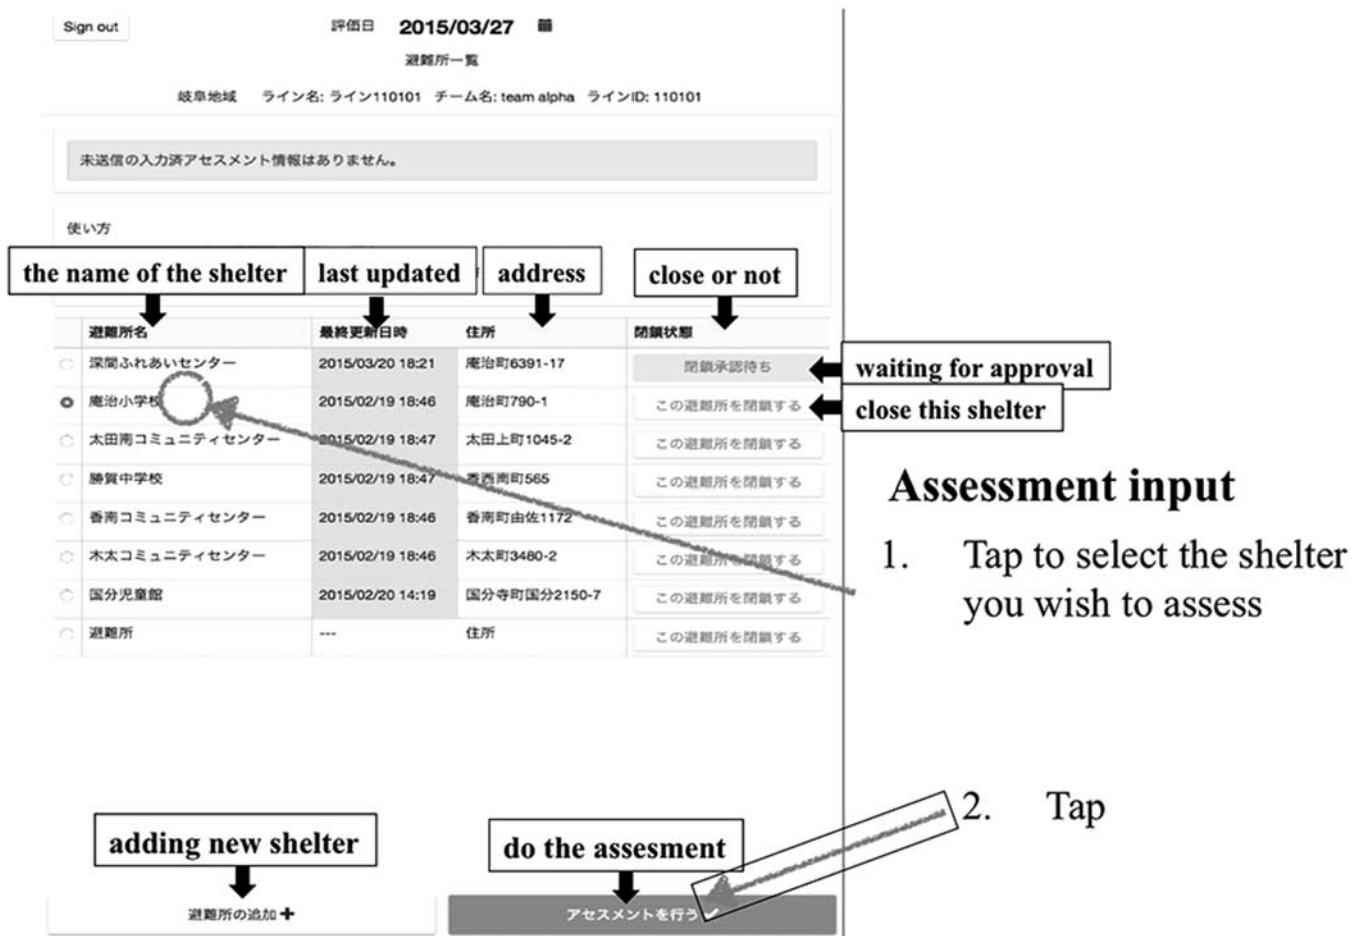 Sign out
評価日 2015/03/27
避難所一覧
岐阜地域 ライン名: ライン110101 チーム名: team alpha ラインID: 110101
未送信の入力済アセスメント情報はありません。
使い方
the name of the shelter last updated address close or not
避難所名 最終更新日時 住所 閉鎖状態
深間ふれあいセンター 2015/03/20 18:21 庵治町6391-17 閉鎖承認待ち
waiting for approval
庵治小学校 2015/02/19 18:46 庵治町790-1 この避難所を閉鎖する
close this shelter
太田南コミュニティセンター 2015/02/19 18:47 太田上町1045-2 この避難所を閉鎖する
勝賀中学校 2015/02/19 18:47 香西南町565 この避難所を閉鎖する
香南コミュニティセンター 2015/02/19 18:46 香南町由佐1172 この避難所を閉鎖する
木太コミュニティセンター 2015/02/19 18:46 木太町3480-2 この避難所を閉鎖する
国分児童館 2015/02/20 14:19 国分寺町国分2150-7 この避難所を閉鎖する
避難所 --- 住所 この避難所を閉鎖する
Assessment input
1. Tap to select the shelter
you wish to assess
2. Tap
adding new shelter
do the assesment
避難所の追加
アセスメントを行う